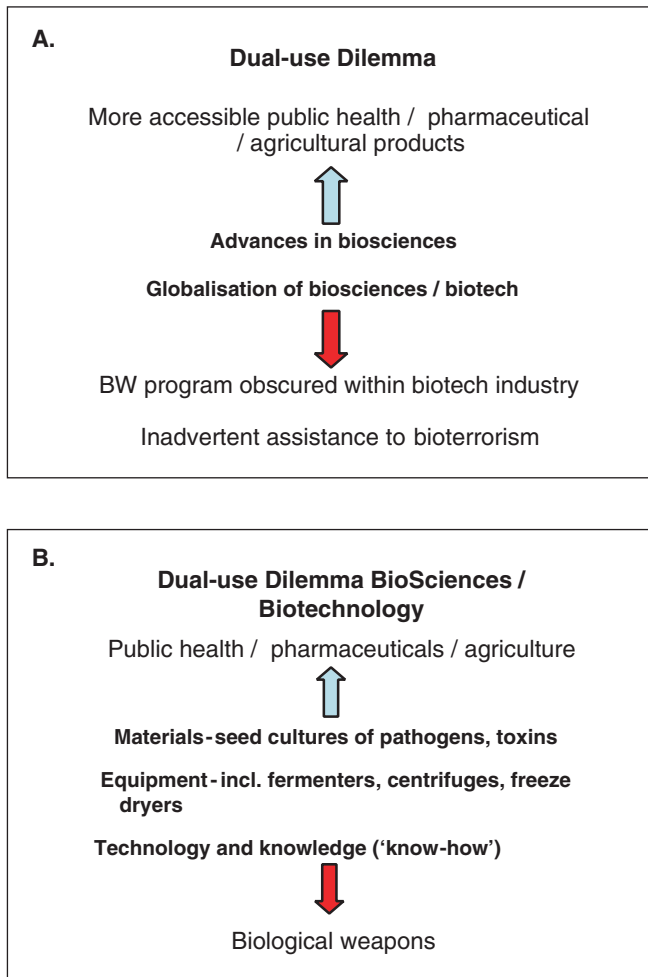 A.
Dual-use Dilemma
More accessible public health / pharmaceutical
/ agricultural products
Advances in biosciences
Globalisation of biosciences / biotech
BW program obscured within biotech industry
Inadvertent assistance to bioterrorism
B.
Dual-use Dilemma BioSciences /
Biotechnology
Public health / pharmaceuticals / agriculture
Materials-seed cultures of pathogens, toxins
Equipment-incl. fermenters, centrifuges, freeze
dryers
Technology and knowledge (‘know-how’)
Biological weapons